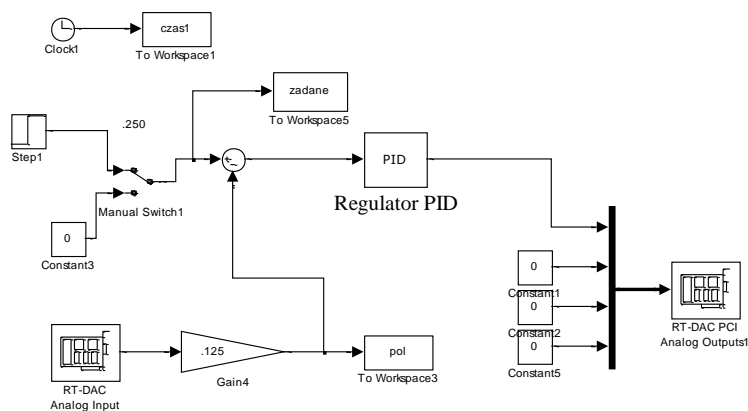 czas1
Clock1
To Workspace1
zadane
To Workspace5
.250
Step1
+-
PID
Regulator PID
Manual Switch1
0
Constant3
0
Constant1
0
Constant2
0
Constant5
RT-DAC PCI
Analog Outputs1
.125
Gain4
pol
To Workspace3
RT-DAC
Analog Input